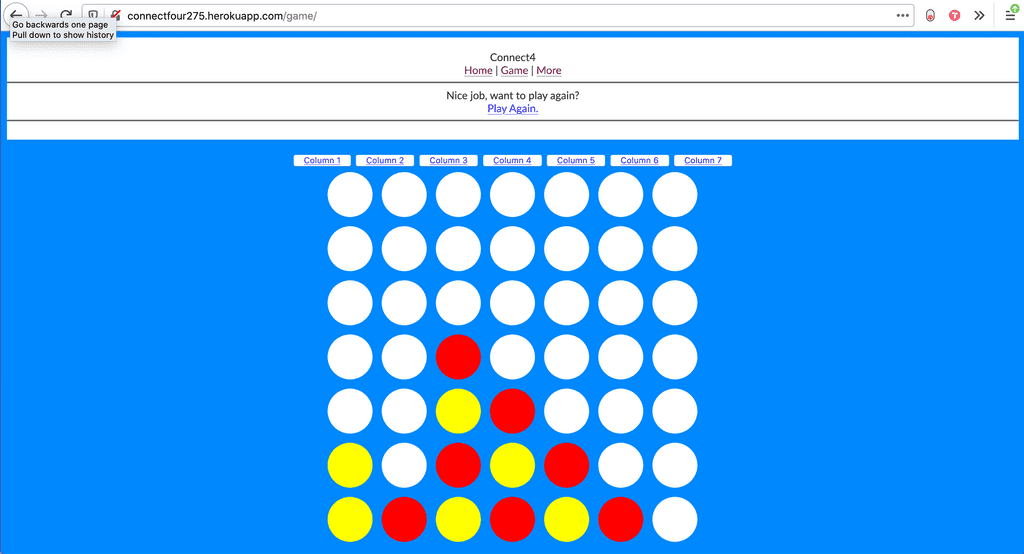 connectfour275.herokuapp.com/game/
Go backwards one page
Pull down to show history
Connect4
Home | Game | More
Nice job, want to play again?
Play Again.
Column 1 Column 2 Column 3 Column 4 Column 5 Column 6 Column 7